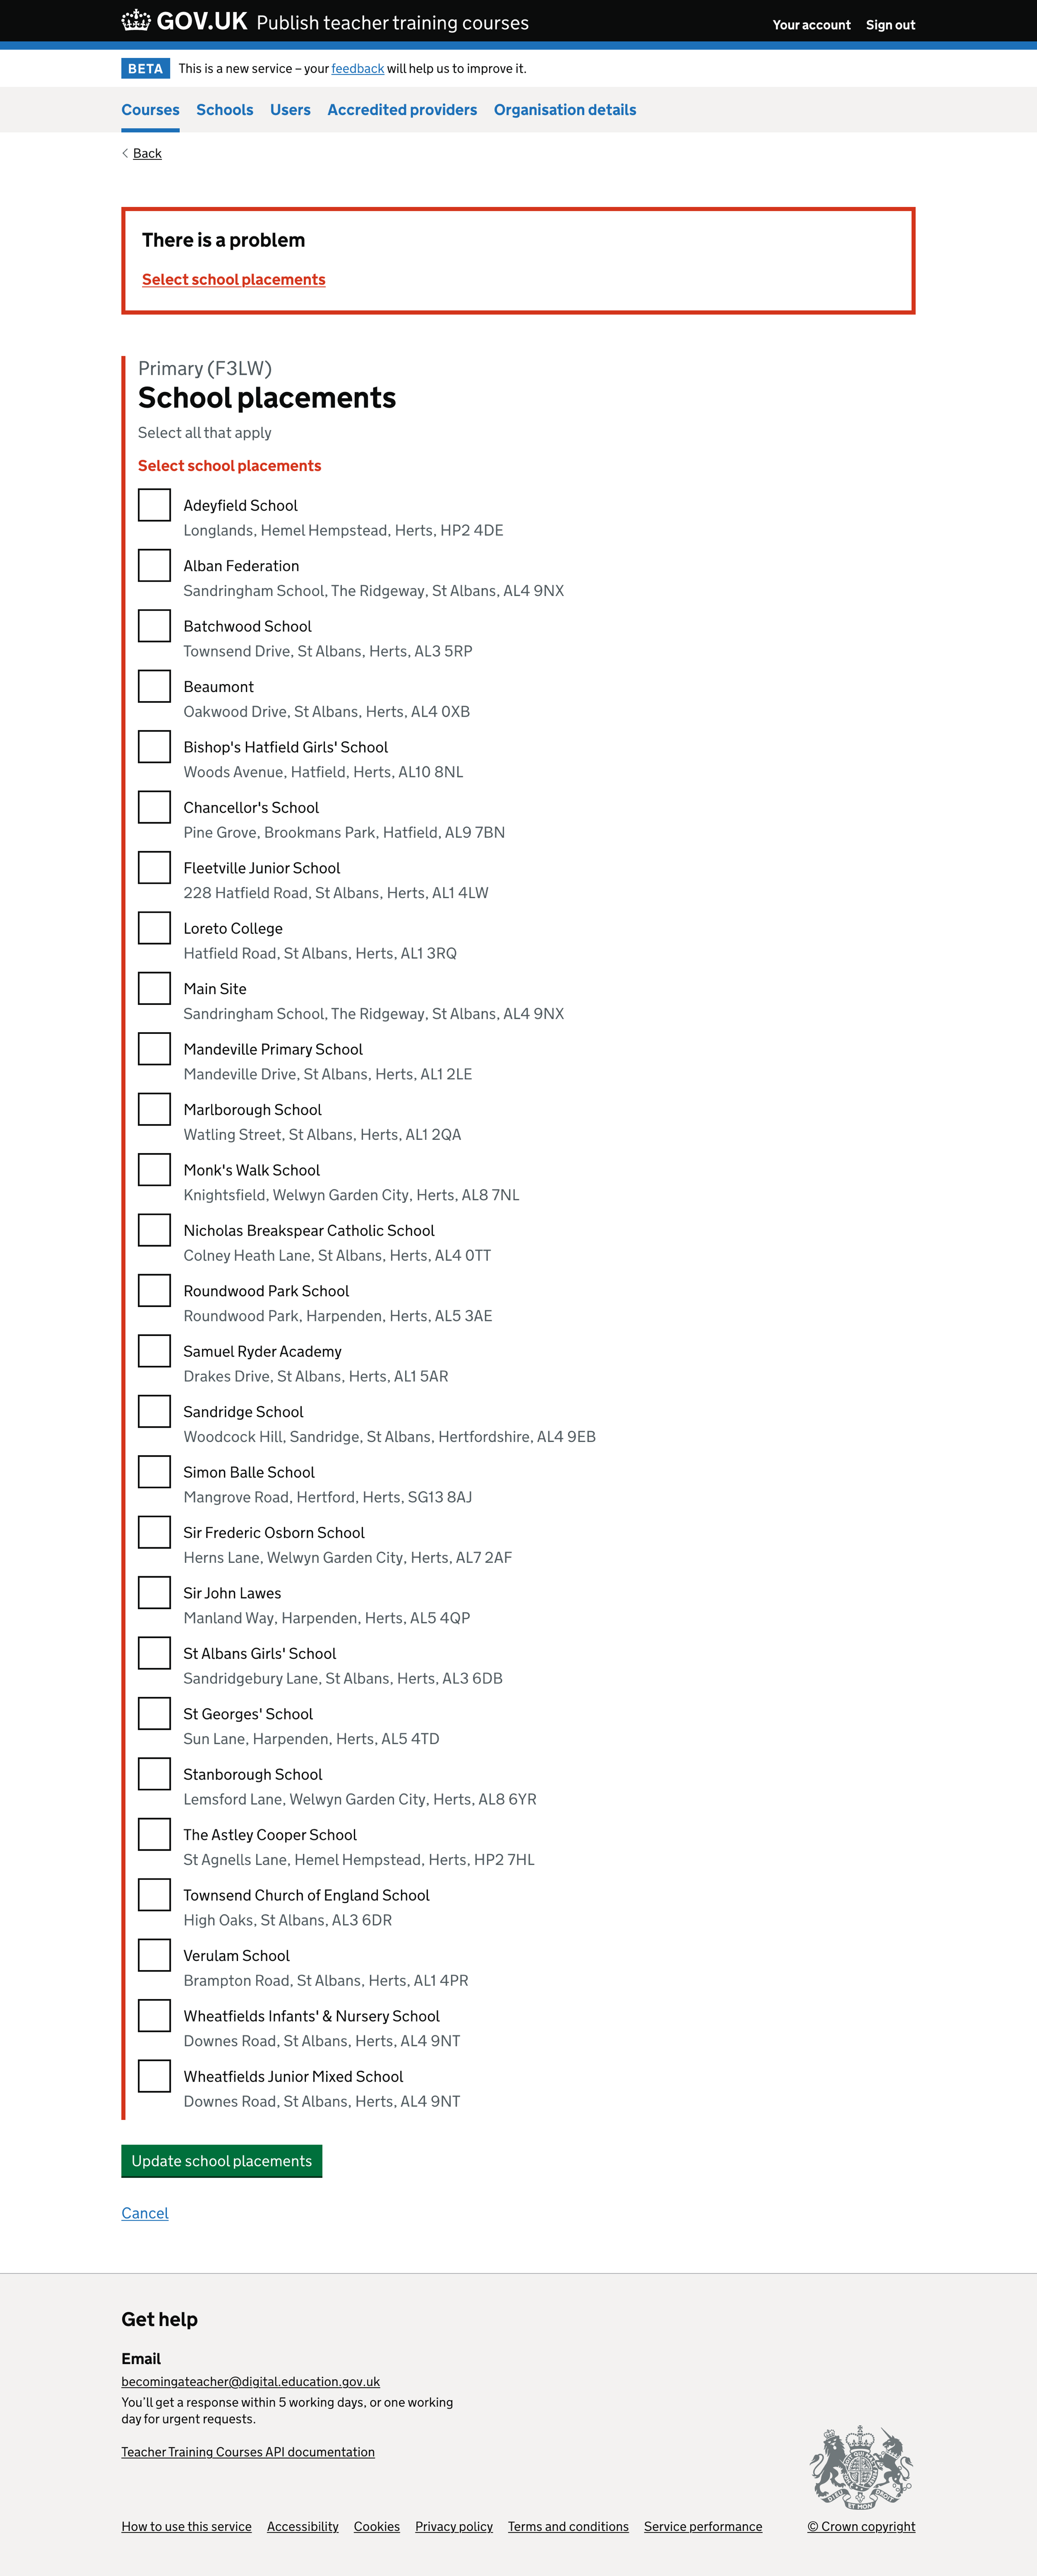 GOV.UK Publish teacher training courses
Your account Sign out
BETA This is a new service – your feedback will help us to improve it.
Courses Schools Users Accredited providers Organisation details
Back
There is a problem
Select school placements
Primary (F3LW)
School placements
Select all that apply
Select school placements
Adeyfield School
Longlands, Hemel Hempstead, Herts, HP2 4DE
Alban Federation
Sandringham School, The Ridgeway, St Albans, AL4 9NX
Batchwood School
Townsend Drive, St Albans, Herts, AL3 5RP
Beaumont
Oakwood Drive, St Albans, Herts, AL4 0XB
Bishop's Hatfield Girls' School
Woods Avenue, Hatfield, Herts, AL10 8NL
Chancellor's School
Pine Grove, Brookmans Park, Hatfield, AL9 7BN
Fleetville Junior School
228 Hatfield Road, St Albans, Herts, AL1 4LW
Loreto College
Hatfield Road, St Albans, Herts, AL1 3RQ
Main Site
Sandringham School, The Ridgeway, St Albans, AL4 9NX
Mandeville Primary School
Mandeville Drive, St Albans, Herts, AL1 2LE
Marlborough School
Watling Street, St Albans, Herts, AL1 2QA
Monk's Walk School
Knightsfield, Welwyn Garden City, Herts, AL8 7NL
Nicholas Breakspear Catholic School
Colney Heath Lane, St Albans, Herts, AL4 0TT
Roundwood Park School
Roundwood Park, Harpenden, Herts, AL5 3AE
Samuel Ryder Academy
Drakes Drive, St Albans, Herts, AL1 5AR
Sandridge School
Woodcock Hill, Sandridge, St Albans, Hertfordshire, AL4 9EB
Simon Balle School
Mangrove Road, Hertford, Herts, SG13 8AJ
Sir Frederic Osborn School
Herns Lane, Welwyn Garden City, Herts, AL7 2AF
Sir John Lawes
Manland Way, Harpenden, Herts, AL5 4QP
St Albans Girls' School
Sandridgebury Lane, St Albans, Herts, AL3 6DB
St Georges' School
Sun Lane, Harpenden, Herts, AL5 4TD
Stanborough School
Lemsford Lane, Welwyn Garden City, Herts, AL8 6YR
The Astley Cooper School
St Agnells Lane, Hemel Hempstead, Herts, HP2 7HL
Townsend Church of England School
High Oaks, St Albans, AL3 6DR
Verulam School
Brampton Road, St Albans, Herts, AL1 4PR
Wheatfields Infants' & Nursery School
Downes Road, St Albans, Herts, AL4 9NT
Wheatfields Junior Mixed School
Downes Road, St Albans, Herts, AL4 9NT
Update school placements
Cancel
Get help
Email
becomingateacher@digital.education.gov.uk
You’ll get a response within 5 working days, or one working
day for urgent requests.
Teacher Training Courses API documentation
How to use this service Accessibility Cookies Privacy policy Terms and conditions Service performance
© Crown copyright